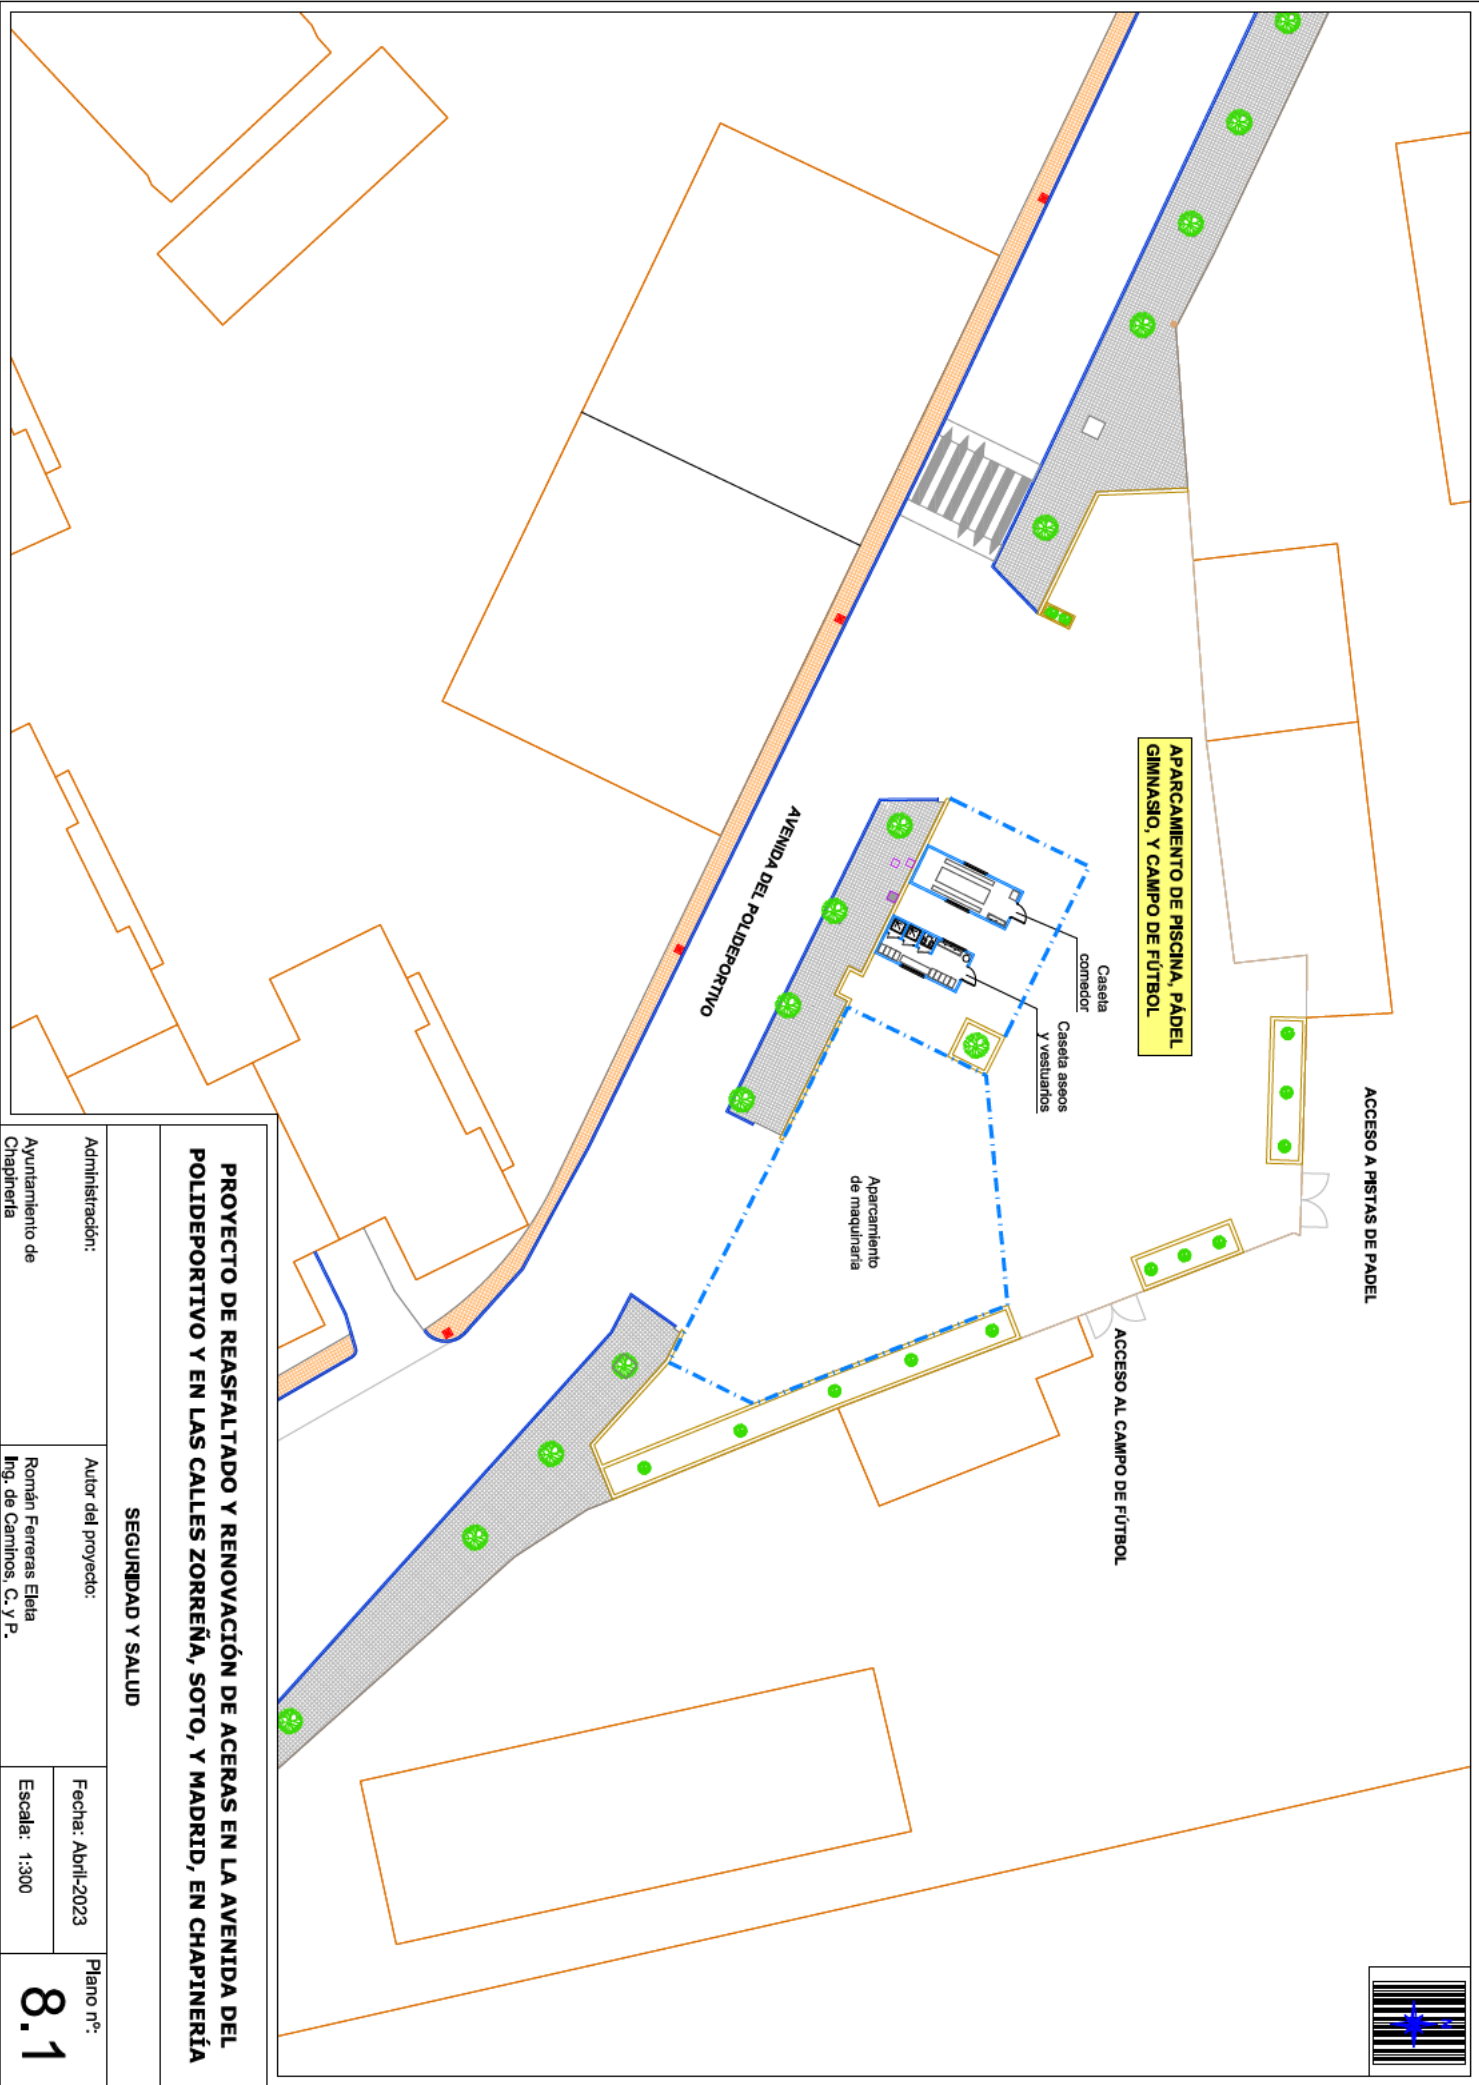 ACCESO A PISTAS DE PADEL
APARCAMIENTO DE PISCINA, PÁDEL
GIMNASIO, Y CAMPO DE FÚTBOL
ACCESO AL CAMPO DE FÚTBOL
Caseta
comedor
Caseta aseos
y vestuarios
Aparcamiento
de maquinaria
AVENIDA DEL POLIDEPORTIVO
PROYECTO DE REASFALTADO Y RENOVACIÓN DE ACERAS EN LA AVENIDA DEL
POLIDEPORTIVO Y EN LAS CALLES ZORREÑA, SOTO, Y MADRID, EN CHAPINERÍA
SEGURIDAD Y SALUD
Administración:
Ayuntamiento de
Chapinería
Autor del proyecto:
Román Ferreras Eleta
Ing. de Caminos, C. y P.
Fecha: Abril-2023
Escala: 1:300
Plano nº:
8.1
N